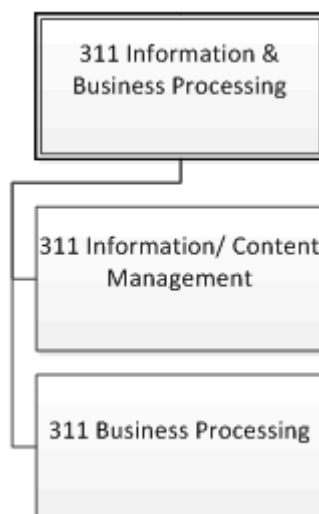 311 Information &
Business Processing
311 Information/ Content
Management
311 Business Processing